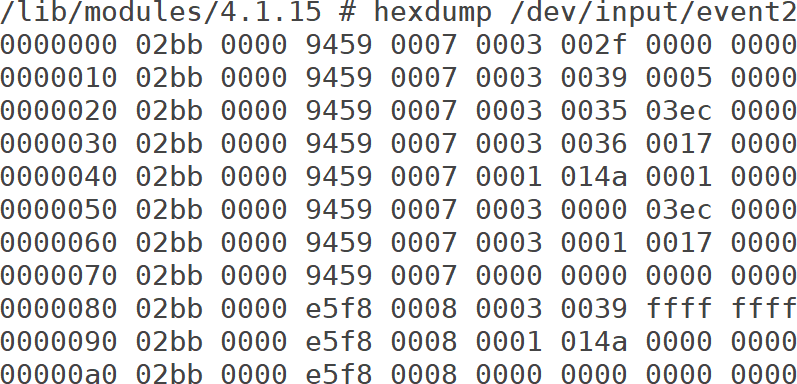 /lib/modules/4.1.15 # hexdump /dev/input/event2
0000000 02bb 0000 9459 0007 0003 002f 0000 0000
0000010 02bb 0000 9459 0007 0003 0039 0005 0000
0000020 02bb 0000 9459 0007 0003 0035 03ec 0000
0000030 02bb 0000 9459 0007 0003 0036 0017 0000
0000040 02bb 0000 9459 0007 0001 014a 0001 0000
0000050 02bb 0000 9459 0007 0003 0000 03ec 0000
0000060 02bb 0000 9459 0007 0003 0001 0017 0000
0000070 02bb 0000 9459 0007 0000 0000 0000 0000
0000080 02bb 0000 e5f8 0008 0003 0039 ffff ffff
0000090 02bb 0000 e5f8 0008 0001 014a 0000 0000
00000a0 02bb 0000 e5f8 0008 0000 0000 0000 0000